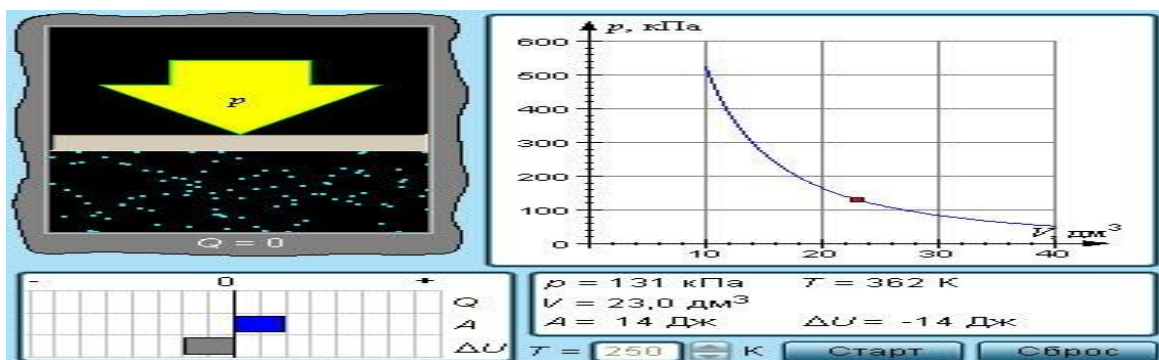 p
Q = 0
p, кПа
600
500
400
300
200
100
0
10 20 30 40
V, дм³
- 0 +
Q
A
ΔU
p = 131 кПа T = 362 К
V = 23,0 дм³
A = 14 Дж ΔU = -14 Дж
T = 250 К Старт Сброс